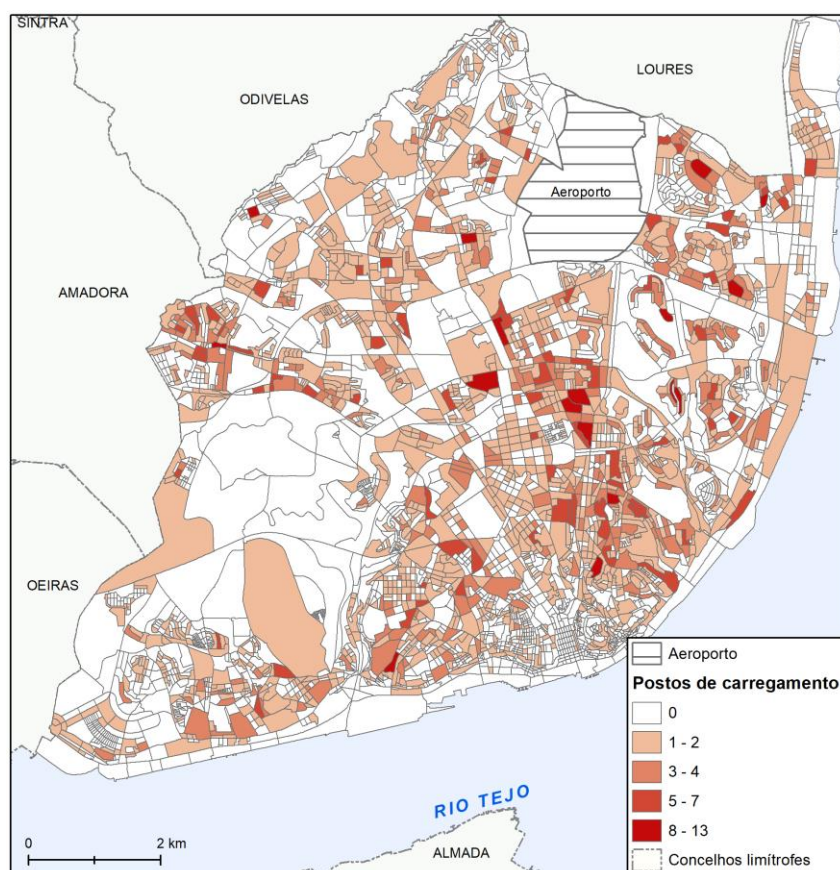 SINTRA
LOURES
ODIVELAS
Aeroporto
AMADORA
OEIRAS
RIO TEJO
ALMADA
0 2 km
Aeroporto
Postos de carregamento
0
1 - 2
3 - 4
5 - 7
8 - 13
Concelhos limítrofes